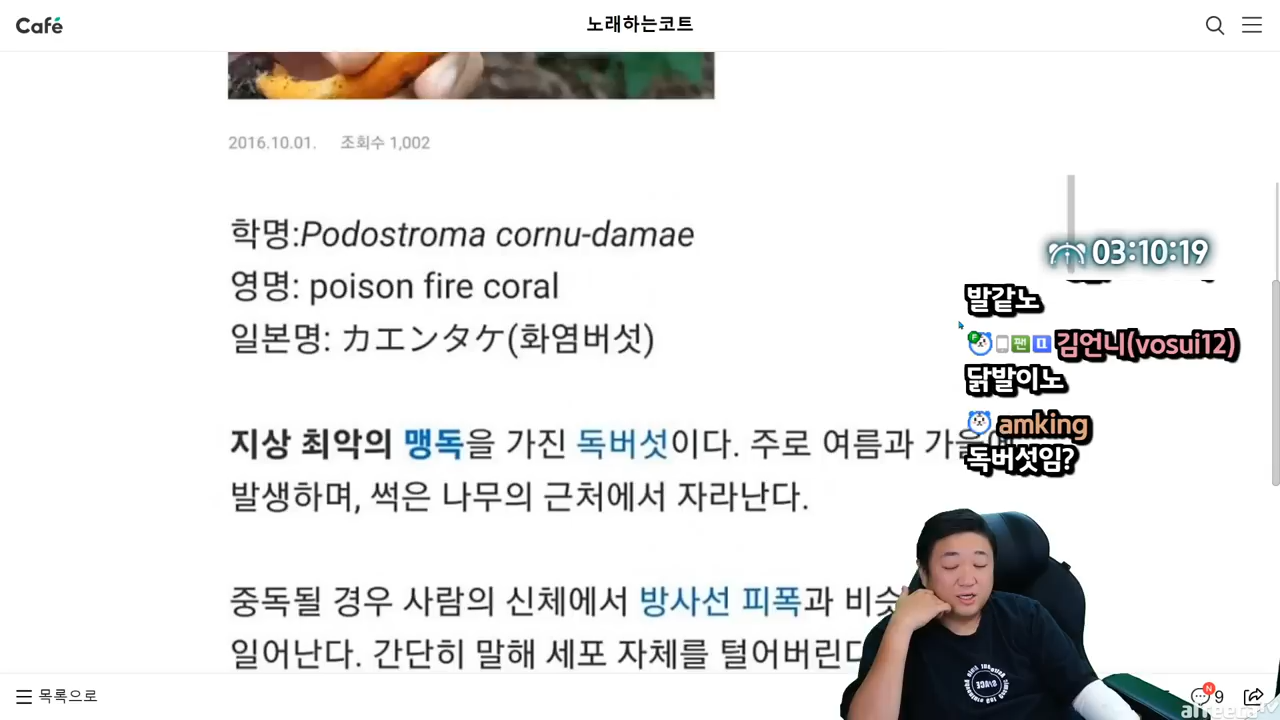 Café
노래하는코트
2016.10.01. 조회수 1,002
학명:Podostroma cornu-damae
영명: poison fire coral
일본명: カエンタケ(화염버섯)
지상 최악의 맹독을 가진 독버섯이다. 주로 여름과 가을에
발생하며, 썩은 나무의 근처에서 자라난다.
중독될 경우 사람의 신체에서 방사선 피폭과 비슷
일어난다. 간단히 말해 세포 자체를 털어버린다
03:10:19
발같노
팬 김언니(vosui12)
닭발이노
amking
독버섯임?
SPACE
목록으로
N
9
afreecaTV